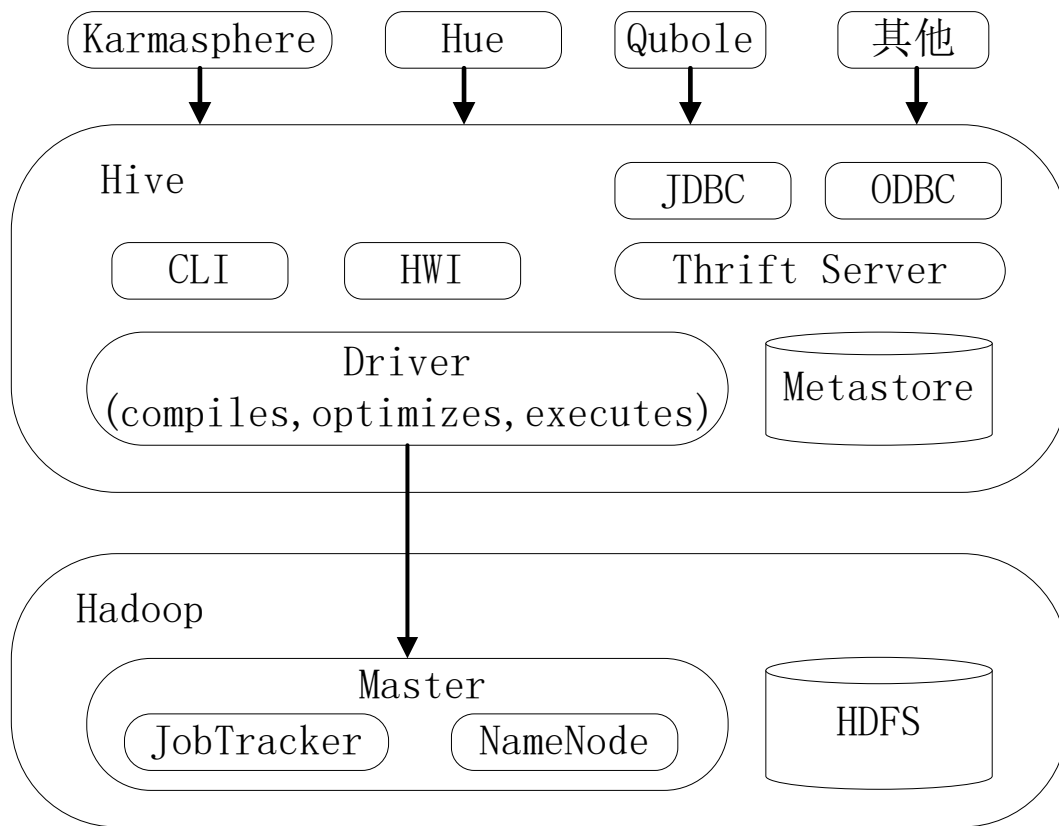 Karmasphere
Hue
Qubole
其他
Hive
JDBC
ODBC
CLI
HWI
Thrift Server
Driver
(compiles,optimizes,executes)
Metastore
Hadoop
Master
JobTracker
NameNode
HDFS